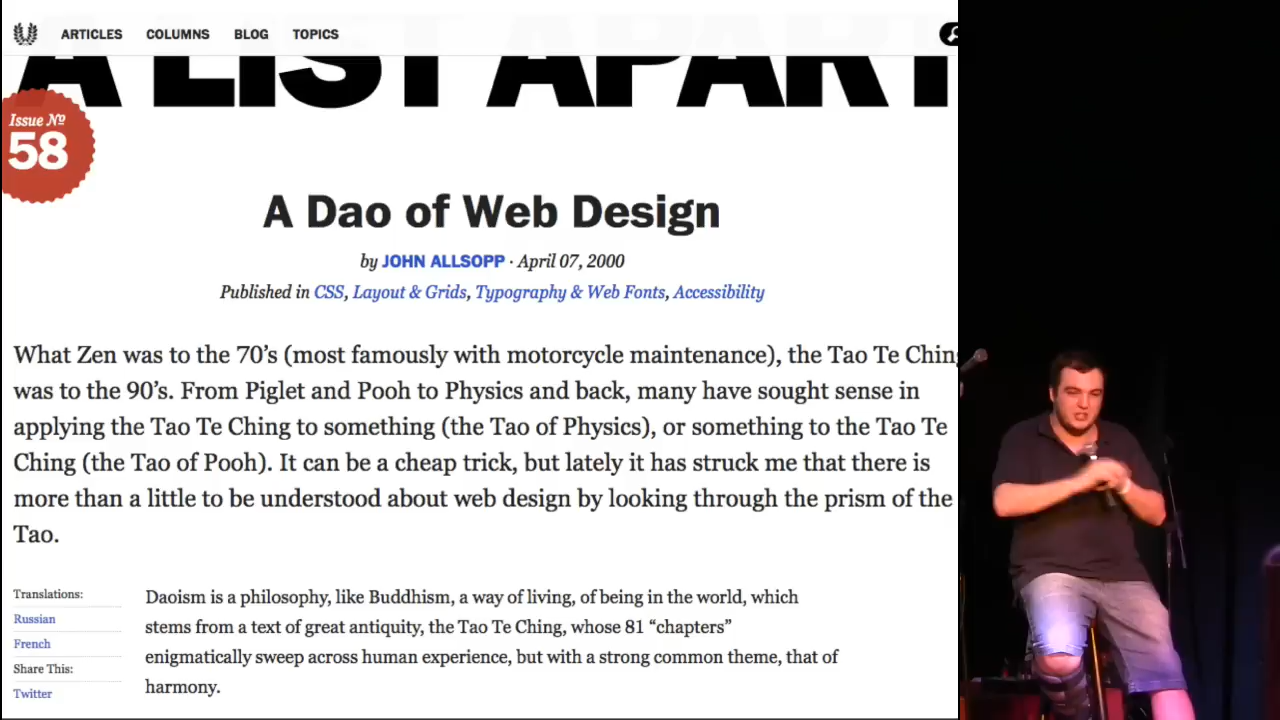 ARTICLES COLUMNS BLOG TOPICS
A LIST APART
Issue №
58
A Dao of Web Design
by JOHN ALLSOPP · April 07, 2000
Published in CSS, Layout & Grids, Typography & Web Fonts, Accessibility
What Zen was to the 70’s (most famously with motorcycle maintenance), the Tao Te Ching
was to the 90’s. From Piglet and Pooh to Physics and back, many have sought sense in
applying the Tao Te Ching to something (the Tao of Physics), or something to the Tao Te
Ching (the Tao of Pooh). It can be a cheap trick, but lately it has struck me that there is
more than a little to be understood about web design by looking through the prism of the
Tao.
Translations:
Russian
French
Share This:
Twitter
Daoism is a philosophy, like Buddhism, a way of living, of being in the world, which
stems from a text of great antiquity, the Tao Te Ching, whose 81 “chapters”
enigmatically sweep across human experience, but with a strong common theme, that of
harmony.